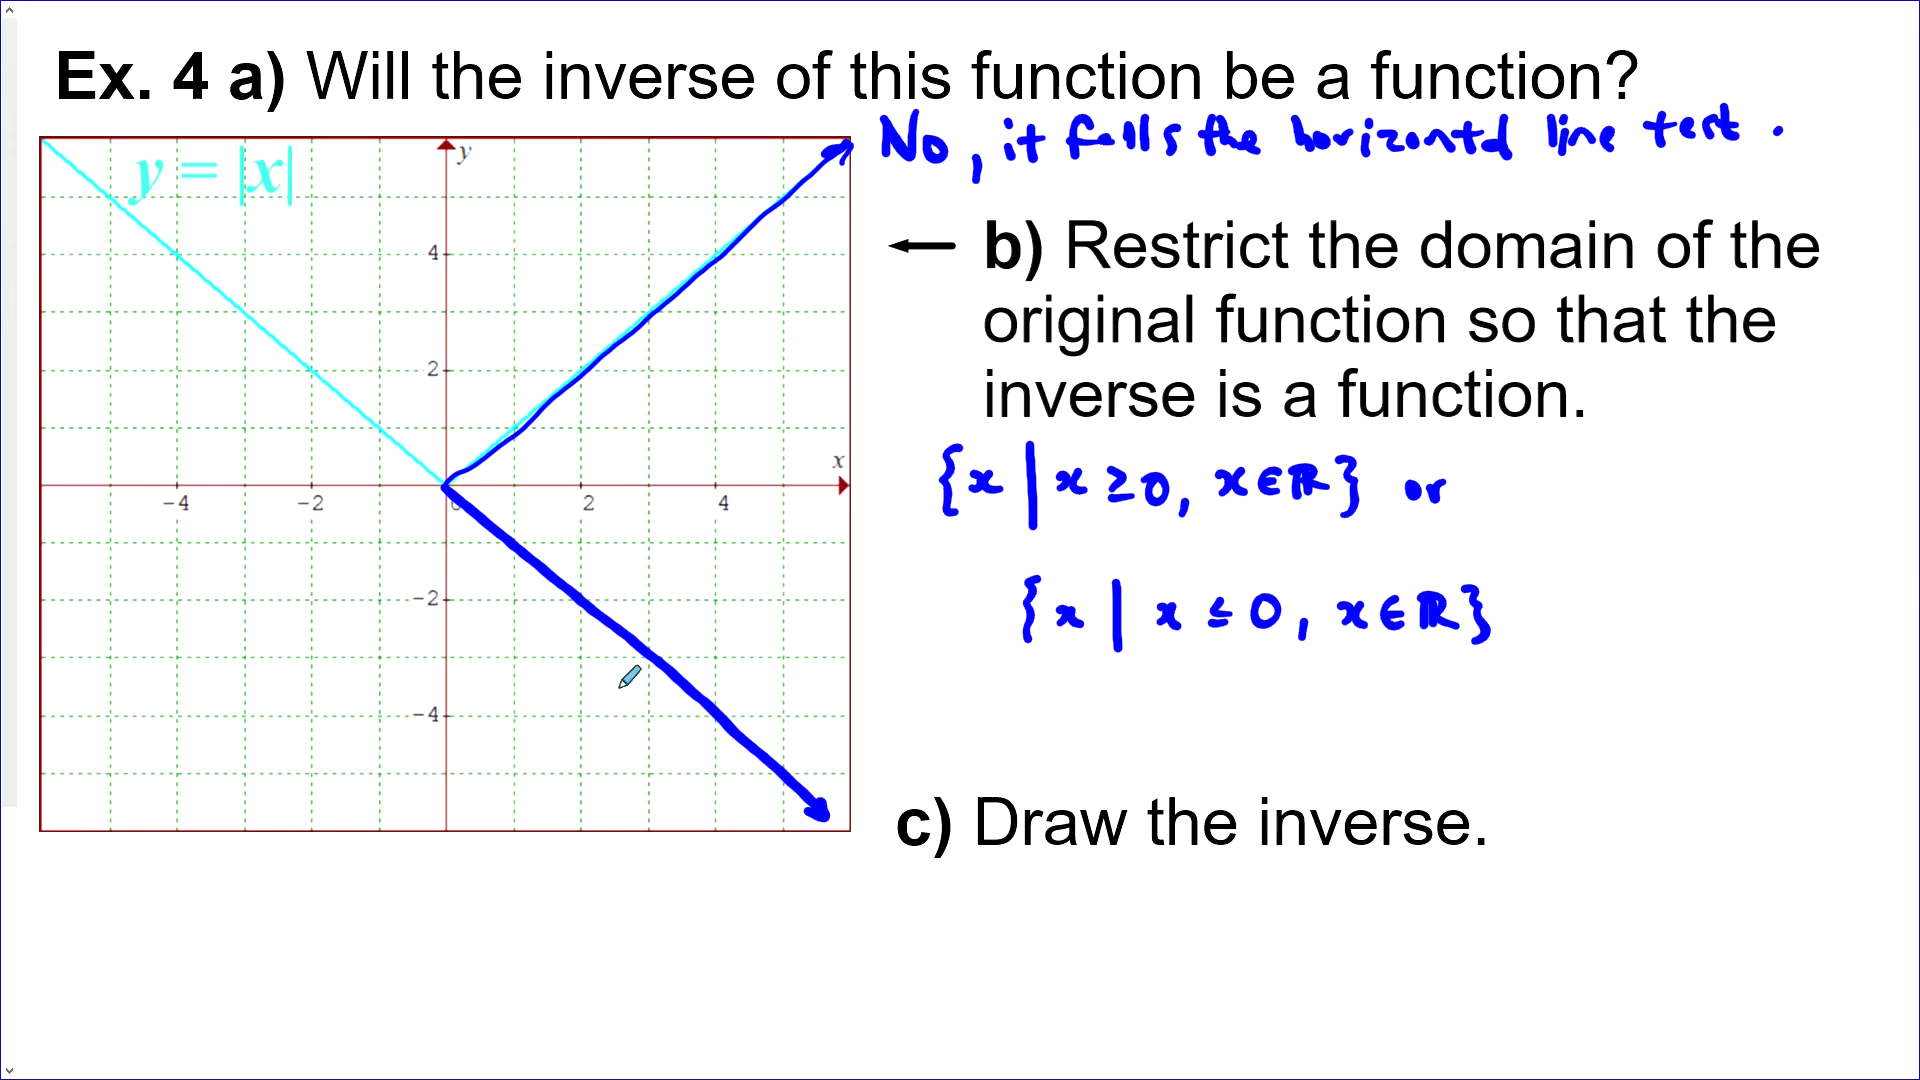 Ex. 4 a) Will the inverse of this function be a function?
No, it fails the horizontal line test.
y = |x|
y
4
2
x
-4 -2 0 2 4
-2
-4
b) Restrict the domain of the
original function so that the
inverse is a function.
{x | x ≥ 0, x ∈ ℝ} or
{x | x ≤ 0, x ∈ ℝ}
c) Draw the inverse.